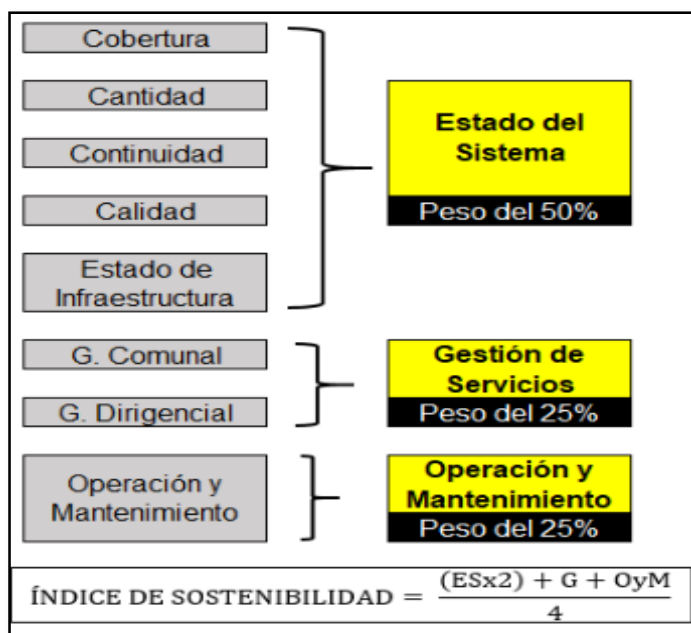 Cobertura
Cantidad
Continuidad
Calidad
Estado de
Infraestructura
Estado del
Sistema
Peso del 50%
G. Comunal
G. Dirigencial
Gestión de
Servicios
Peso del 25%
Operación y
Mantenimiento
Operación y
Mantenimiento
Peso del 25%
ÍNDICE DE SOSTENIBILIDAD = (ESx2) + G + OyM / 4